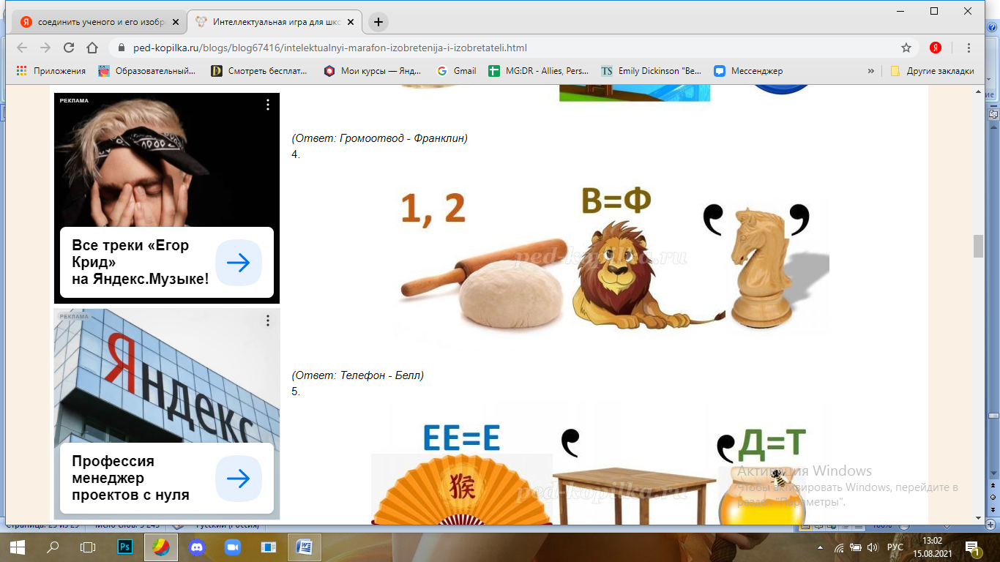 соединить ученого и его изобр
Интеллектуальная игра для шко
ped-kopilka.ru/blogs/blog67416/intelektualnyi-marafon-izobretenija-i-izobretateli.html
Приложения
Образовательный...
Смотреть бесплат...
Мои курсы — Янд...
Gmail
MG:DR - Allies, Pers...
Emily Dickinson "Be...
Мессенджер
»
Другие закладки
РЕКЛАМА
Все треки «Егор
Крид»
на Яндекс.Музыке!
РЕКЛАМА
Яндекс
Профессия
менеджер
проектов с нуля
(Ответ: Громоотвод - Франклин)
4.
1, 2
В=Ф
, ,
ped-kopilka.ru
(Ответ: Телефон - Белл)
5.
ЕЕ=Е
,
, Д=Т
猴
ped-kopilka.ru
Активация Windows
Чтобы активировать Windows, перейдите в
раздел "Параметры".
Страница: 25 из 25
Число слов: 3 243
Русский (Россия)
100%
Ps
W
РУС
13:02
15.08.2021
1